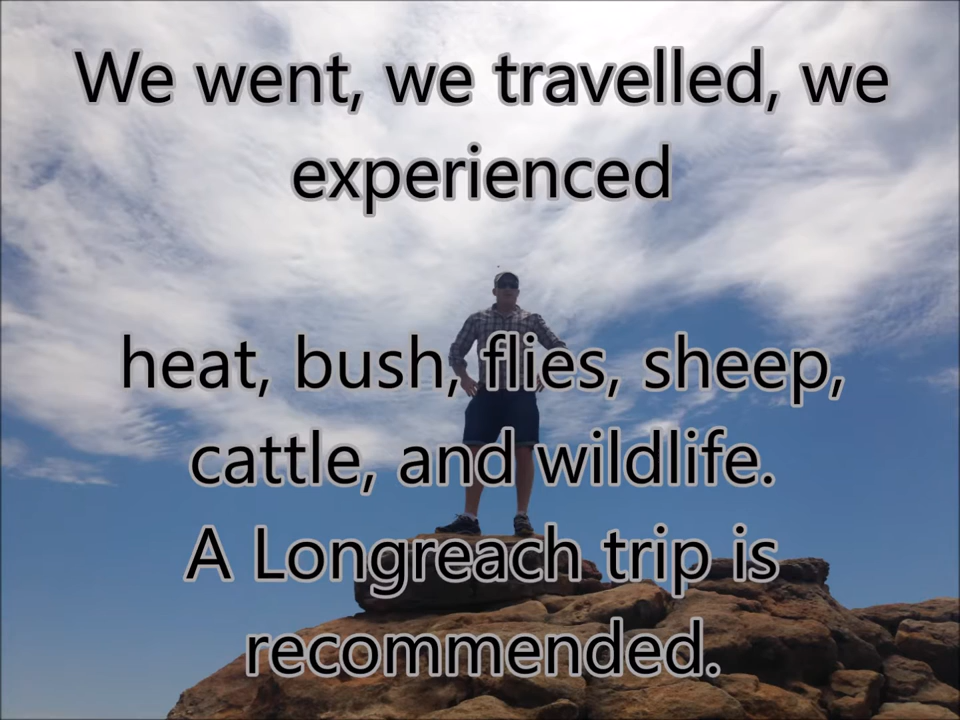 We went, we travelled, we
experienced
heat, bush, flies, sheep,
cattle, and wildlife.
A Longreach trip is
recommended.